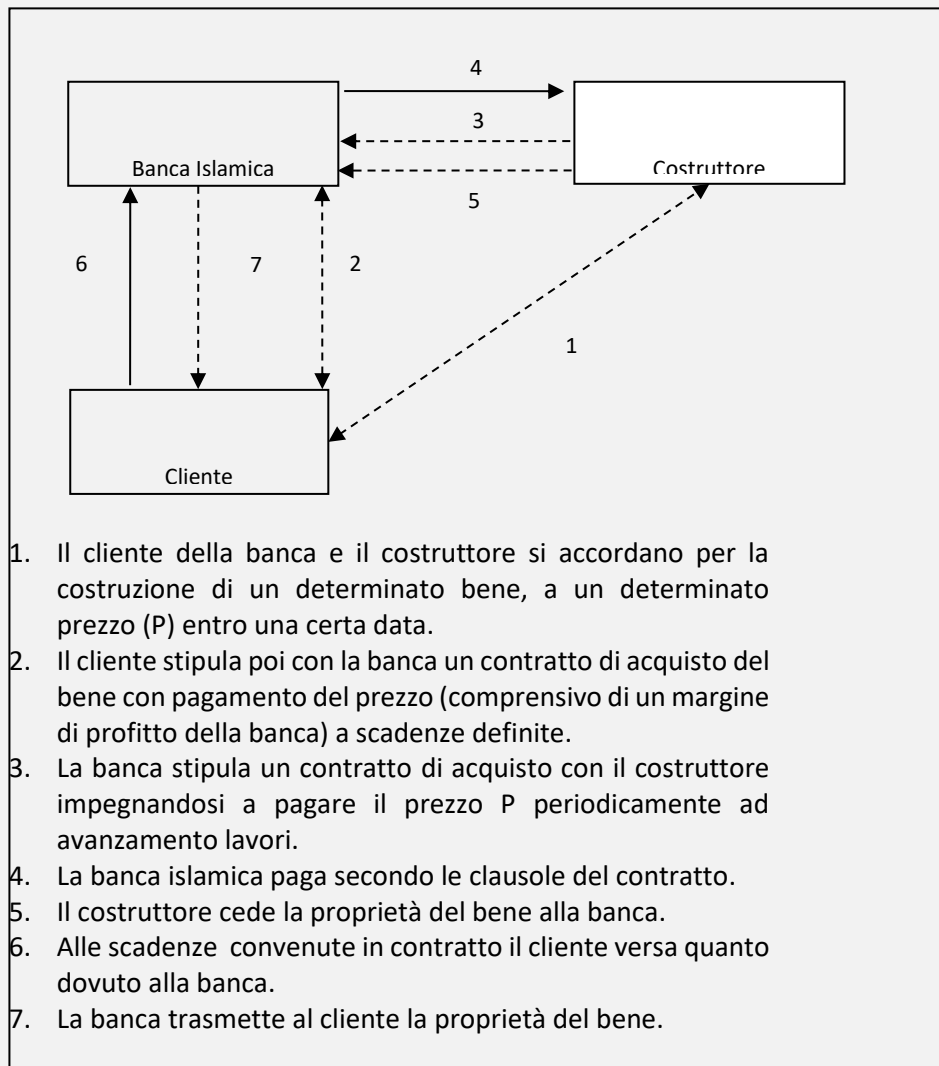 4
3
Banca Islamica
Costruttore
5
6
7
2
1
Cliente
1. Il cliente della banca e il costruttore si accordano per la
costruzione di un determinato bene, a un determinato
prezzo (P) entro una certa data.
2. Il cliente stipula poi con la banca un contratto di acquisto del
bene con pagamento del prezzo (comprensivo di un margine
di profitto della banca) a scadenze definite.
3. La banca stipula un contratto di acquisto con il costruttore
impegnandosi a pagare il prezzo P periodicamente ad
avanzamento lavori.
4. La banca islamica paga secondo le clausole del contratto.
5. Il costruttore cede la proprietà del bene alla banca.
6. Alle scadenze convenute in contratto il cliente versa quanto
dovuto alla banca.
7. La banca trasmette al cliente la proprietà del bene.